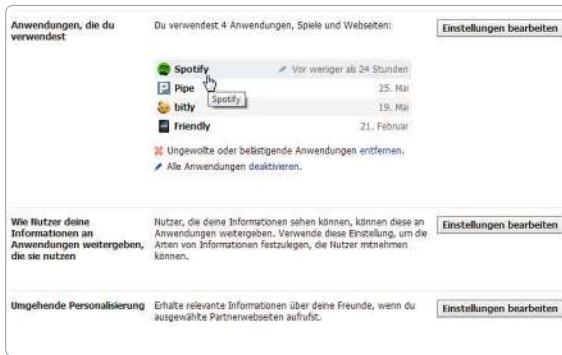 Anwendungen, die du verwendest
Du verwendest 4 Anwendungen, Spiele und Webseiten:
Einstellungen bearbeiten
Spotify Vor weniger als 24 Stunden
Pipe 25. Mai
Spotify
bitly 19. Mai
Friendly 21. Februar
Ungewollte oder belästigende Anwendungen entfernen.
Alle Anwendungen deaktivieren.
Wie Nutzer deine
Informationen an
Anwendungen weitergeben,
die sie nutzen
Nutzer, die deine Informationen sehen können, können diese an
Anwendungen weitergeben. Verwende diese Einstellung, um die
Arten von Informationen festzulegen, die Nutzer mitnehmen
können.
Einstellungen bearbeiten
Umgehende Personalisierung
Erhalte relevante Informationen über deine Freunde, wenn du
ausgewählte Partnerwebseiten aufrufst.
Einstellungen bearbeiten